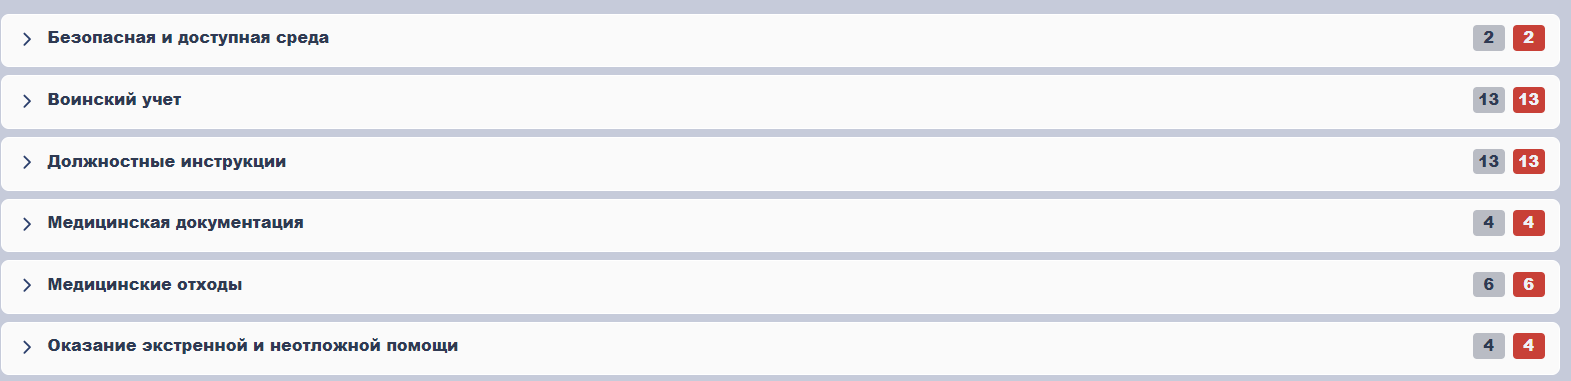 Безопасная и доступная среда 2 2
Воинский учет 13 13
Должностные инструкции 13 13
Медицинская документация 4 4
Медицинские отходы 6 6
Оказание экстренной и неотложной помощи 4 4